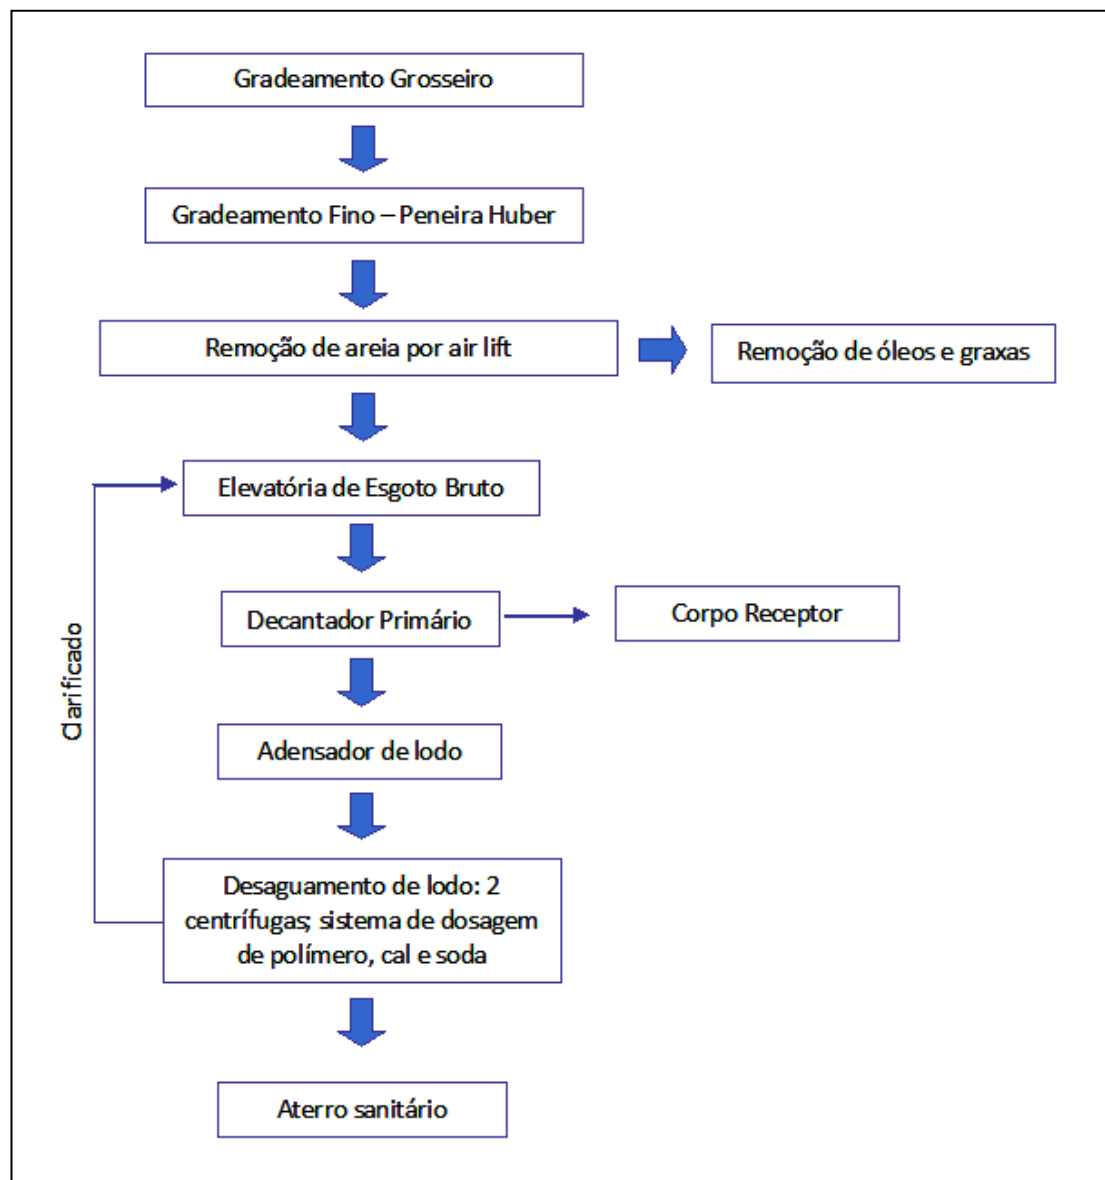 Gradeamento Grosseiro
Gradeamento Fino – Peneira Huber
Remoção de areia por air lift
Remoção de óleos e graxas
Elevatória de Esgoto Bruto
Decantador Primário
Corpo Receptor
Clarificado
Adensador de lodo
Desaguamento de lodo: 2
centrífugas; sistema de dosagem
de polímero, cal e soda
Aterro sanitário